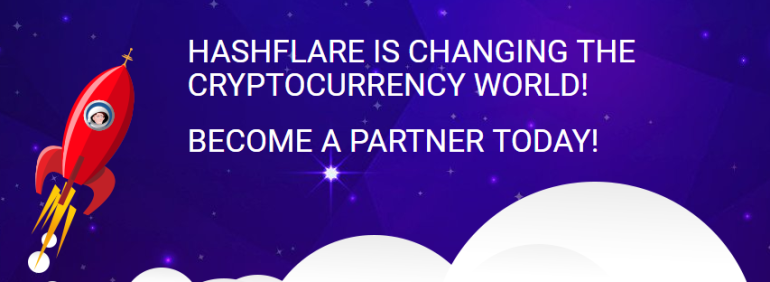 HASHFLARE IS CHANGING THE
CRYPTOCURRENCY WORLD!
BECOME A PARTNER TODAY!